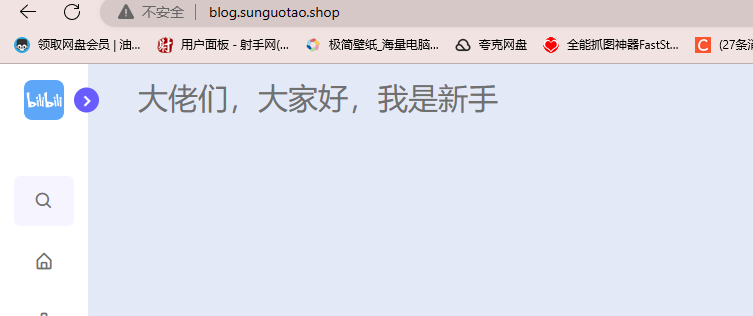 不安全 blog.sunguotao.shop
领取网盘会员 | 油... 用户面板 - 射手网(... 极简壁纸_海量电脑... 夸克网盘 全能抓图神器FastSt... C (27条消
bilibili
大佬们，大家好，我是新手